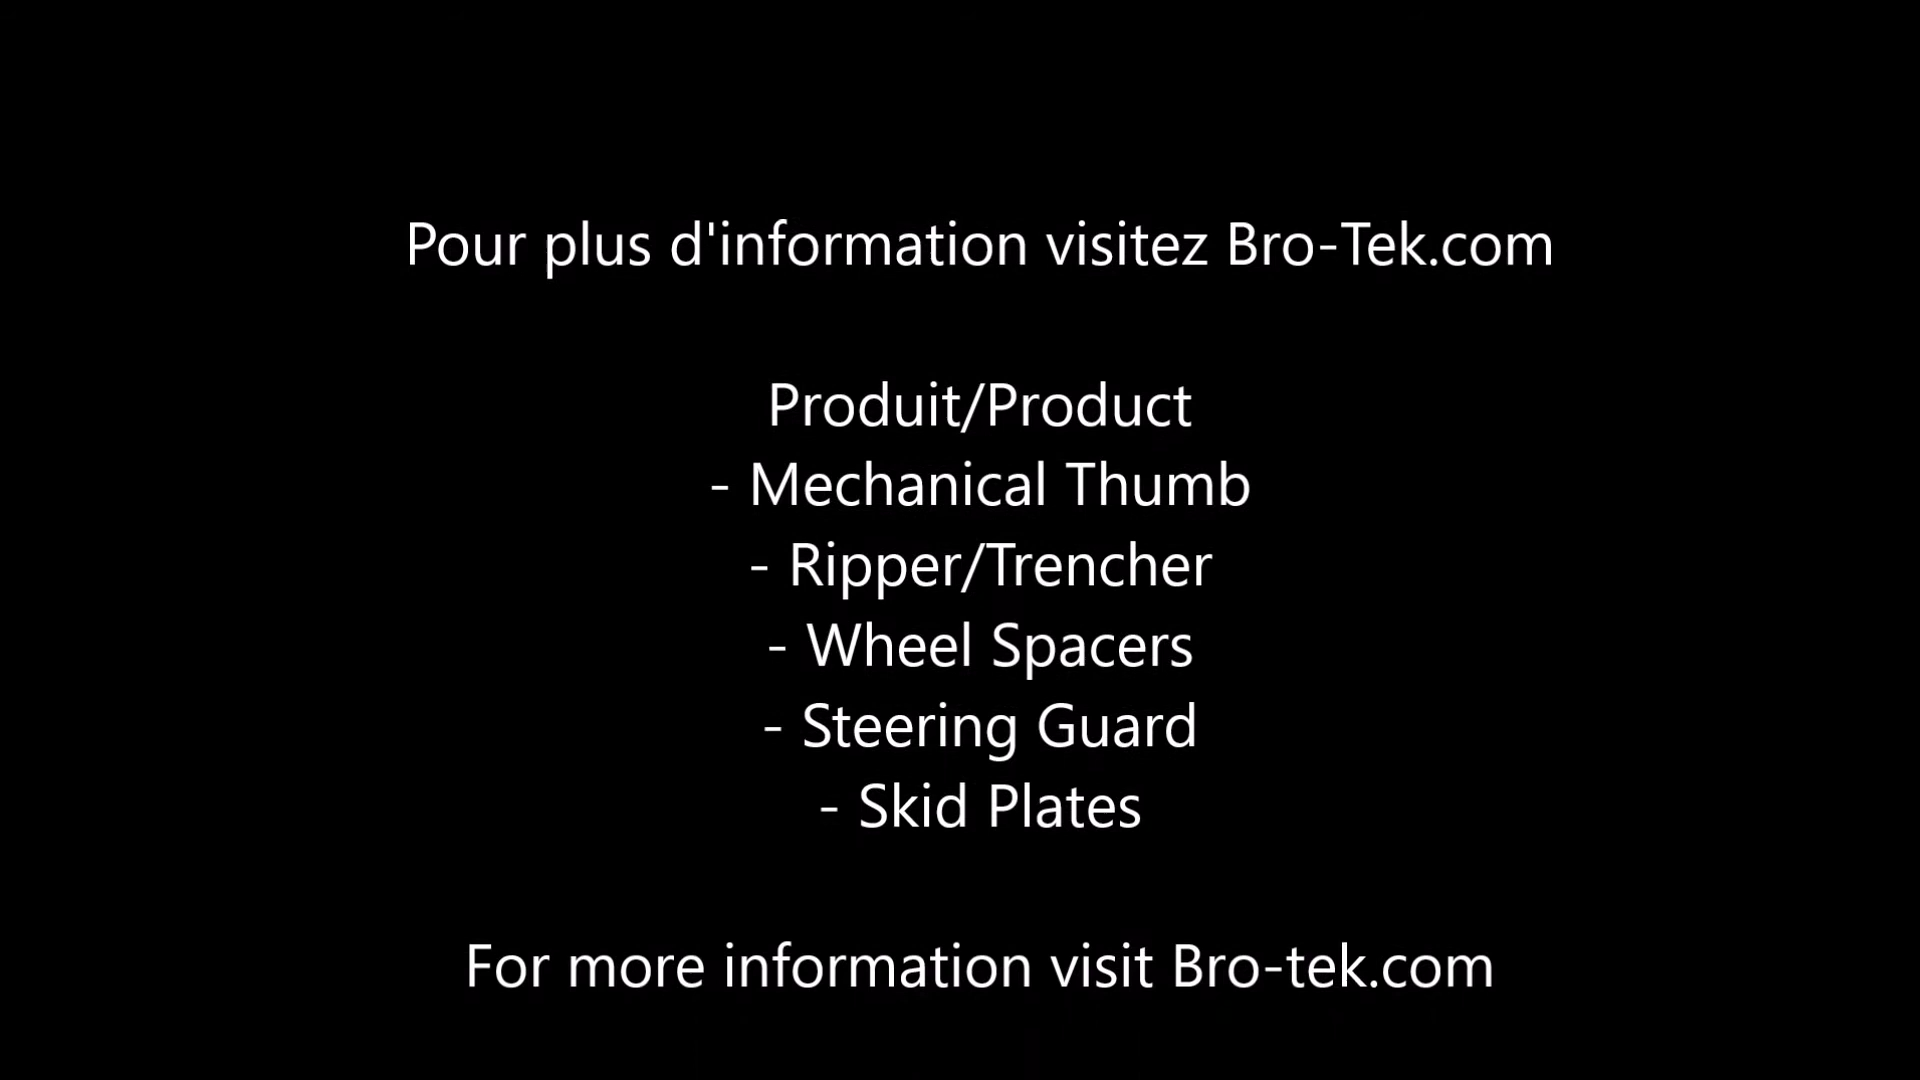 Pour plus d'information visitez Bro-Tek.com
Produit/Product
- Mechanical Thumb
- Ripper/Trencher
- Wheel Spacers
- Steering Guard
- Skid Plates
For more information visit Bro-tek.com